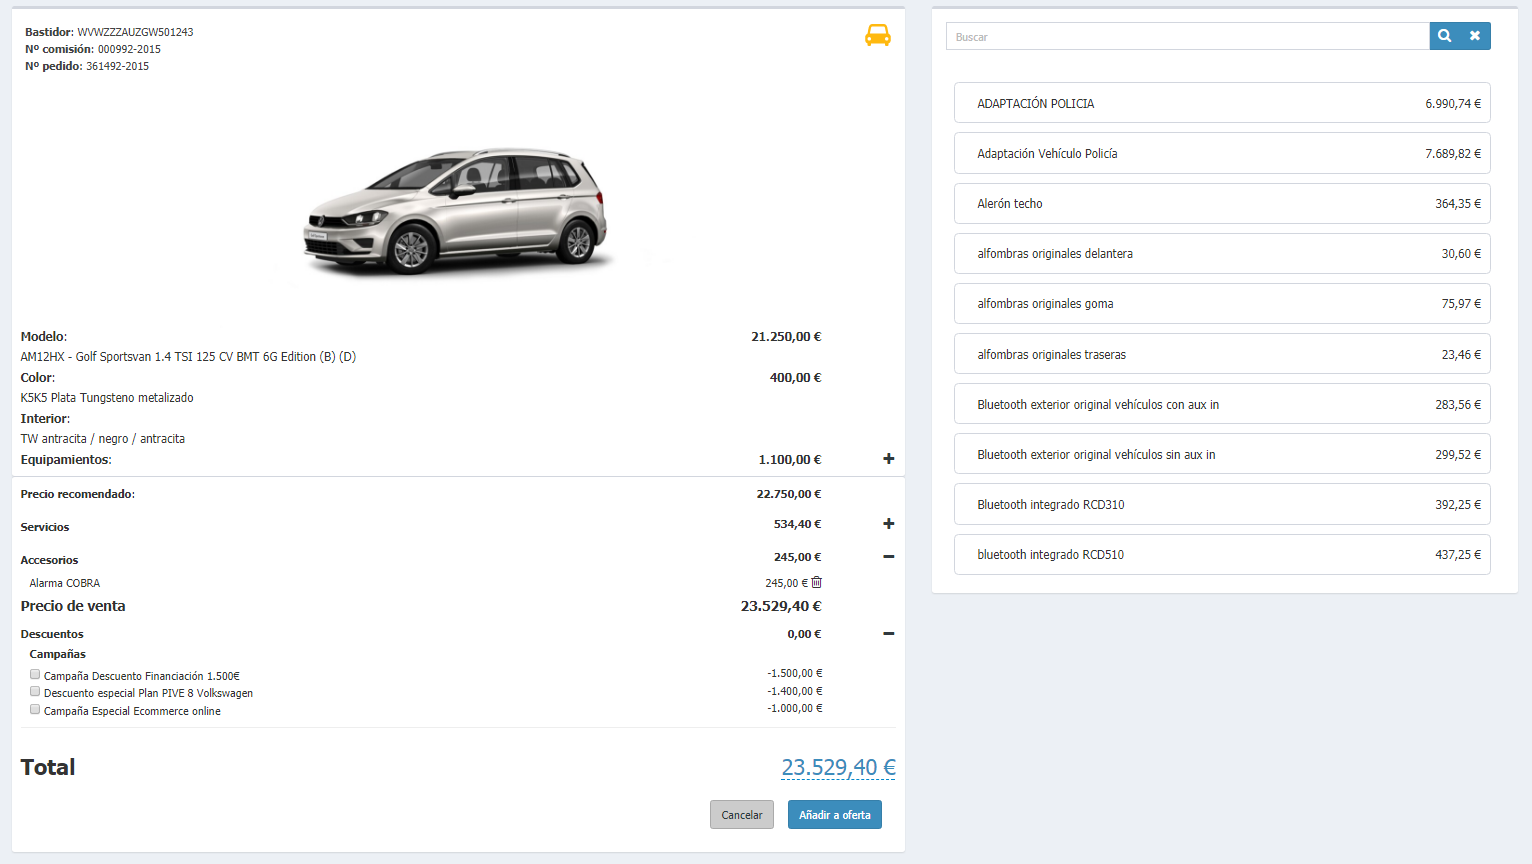 Bastidor: WVWZZZAUZGW501243
Nº comisión: 000992-2015
Nº pedido: 361492-2015
Modelo: 21.250,00 €
AM12HX - Golf Sportsvan 1.4 TSI 125 CV BMT 6G Edition (B) (D)
Color: 400,00 €
K5K5 Plata Tungsteno metalizado
Interior:
TW antracita / negro / antracita
Equipamientos: 1.100,00 €
Precio recomendado: 22.750,00 €
Servicios 534,40 €
Accesorios 245,00 €
Alarma COBRA 245,00 €
Precio de venta 23.529,40 €
Descuentos 0,00 €
Campañas
Campaña Descuento Financiación 1.500€ -1.500,00 €
Descuento especial Plan PIVE 8 Volkswagen -1.400,00 €
Campaña Especial Ecommerce online -1.000,00 €
Total 23.529,40 €
Cancelar Añadir a oferta
Buscar
ADAPTACIÓN POLICIA 6.990,74 €
Adaptación Vehículo Policía 7.689,82 €
Alerón techo 364,35 €
alfombras originales delantera 30,60 €
alfombras originales goma 75,97 €
alfombras originales traseras 23,46 €
Bluetooth exterior original vehículos con aux in 283,56 €
Bluetooth exterior original vehículos sin aux in 299,52 €
Bluetooth integrado RCD310 392,25 €
bluetooth integrado RCD510 437,25 €